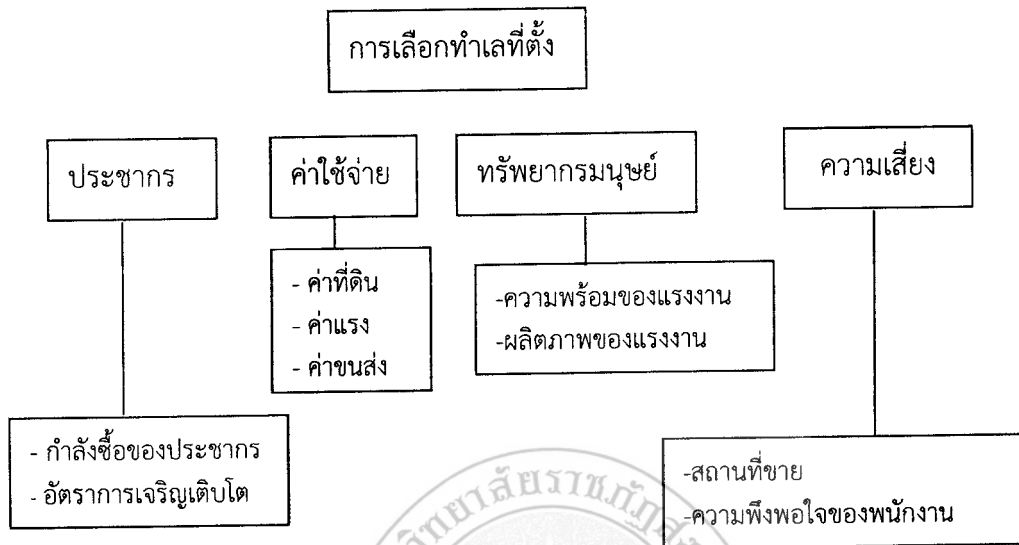 การเลือกทำเลที่ตั้ง
ประชากร
ค่าใช้จ่าย
ทรัพยากรมนุษย์
ความเสี่ยง
- ค่าที่ดิน
- ค่าแรง
- ค่าขนส่ง
-ความพร้อมของแรงงาน
-ผลิตภาพของแรงงาน
- กำลังซื้อของประชากร
- อัตราการเจริญเติบโต
-สถานที่ขาย
-ความพึงพอใจของพนักงาน